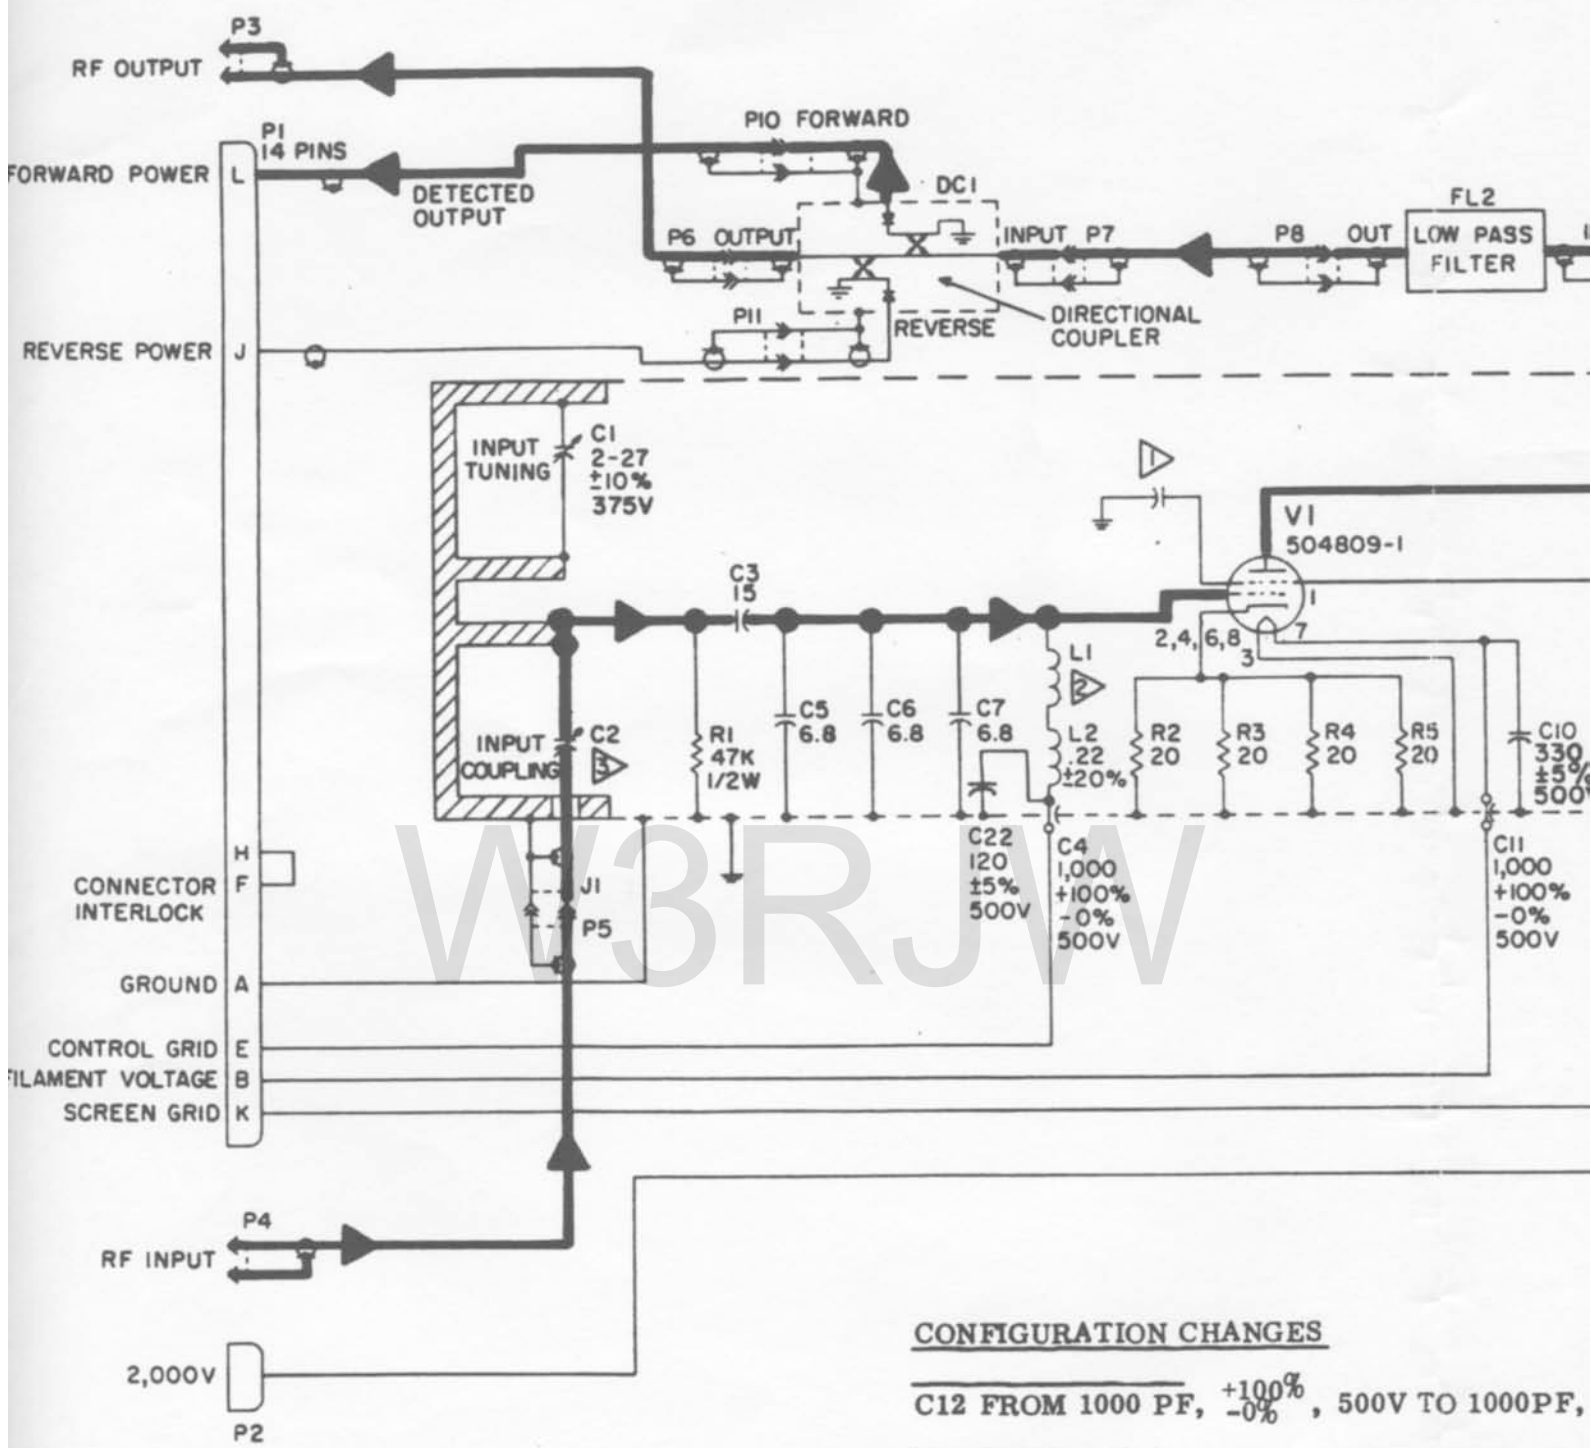 P3
RF OUTPUT
P1
14 PINS
FORWARD POWER L
DETECTED
OUTPUT
P10 FORWARD
DC1
P6 OUTPUT
INPUT P7
P8 OUT
FL2
LOW PASS
FILTER
P11
REVERSE
DIRECTIONAL
COUPLER
REVERSE POWER J
INPUT
TUNING
C1
2-27
±10%
375V
1
V1
504809-1
C3
15
1
2,4,6,8
3
7
L1
2
INPUT
COUPLING
C2
3
R1
47K
1/2W
C5
6.8
C6
6.8
C7
6.8
L2
.22
±20%
R2
20
R3
20
R4
20
R5
20
C10
330
±5%
500V
C22
120
±5%
500V
C4
1,000
+100%
-0%
500V
C11
1,000
+100%
-0%
500V
W3RJW
H
CONNECTOR F
INTERLOCK
J1
P5
GROUND A
CONTROL GRID E
FILAMENT VOLTAGE B
SCREEN GRID K
P4
RF INPUT
2,000V
P2
CONFIGURATION CHANGES
C12 FROM 1000 PF, +100% -0% , 500V TO 1000PF,